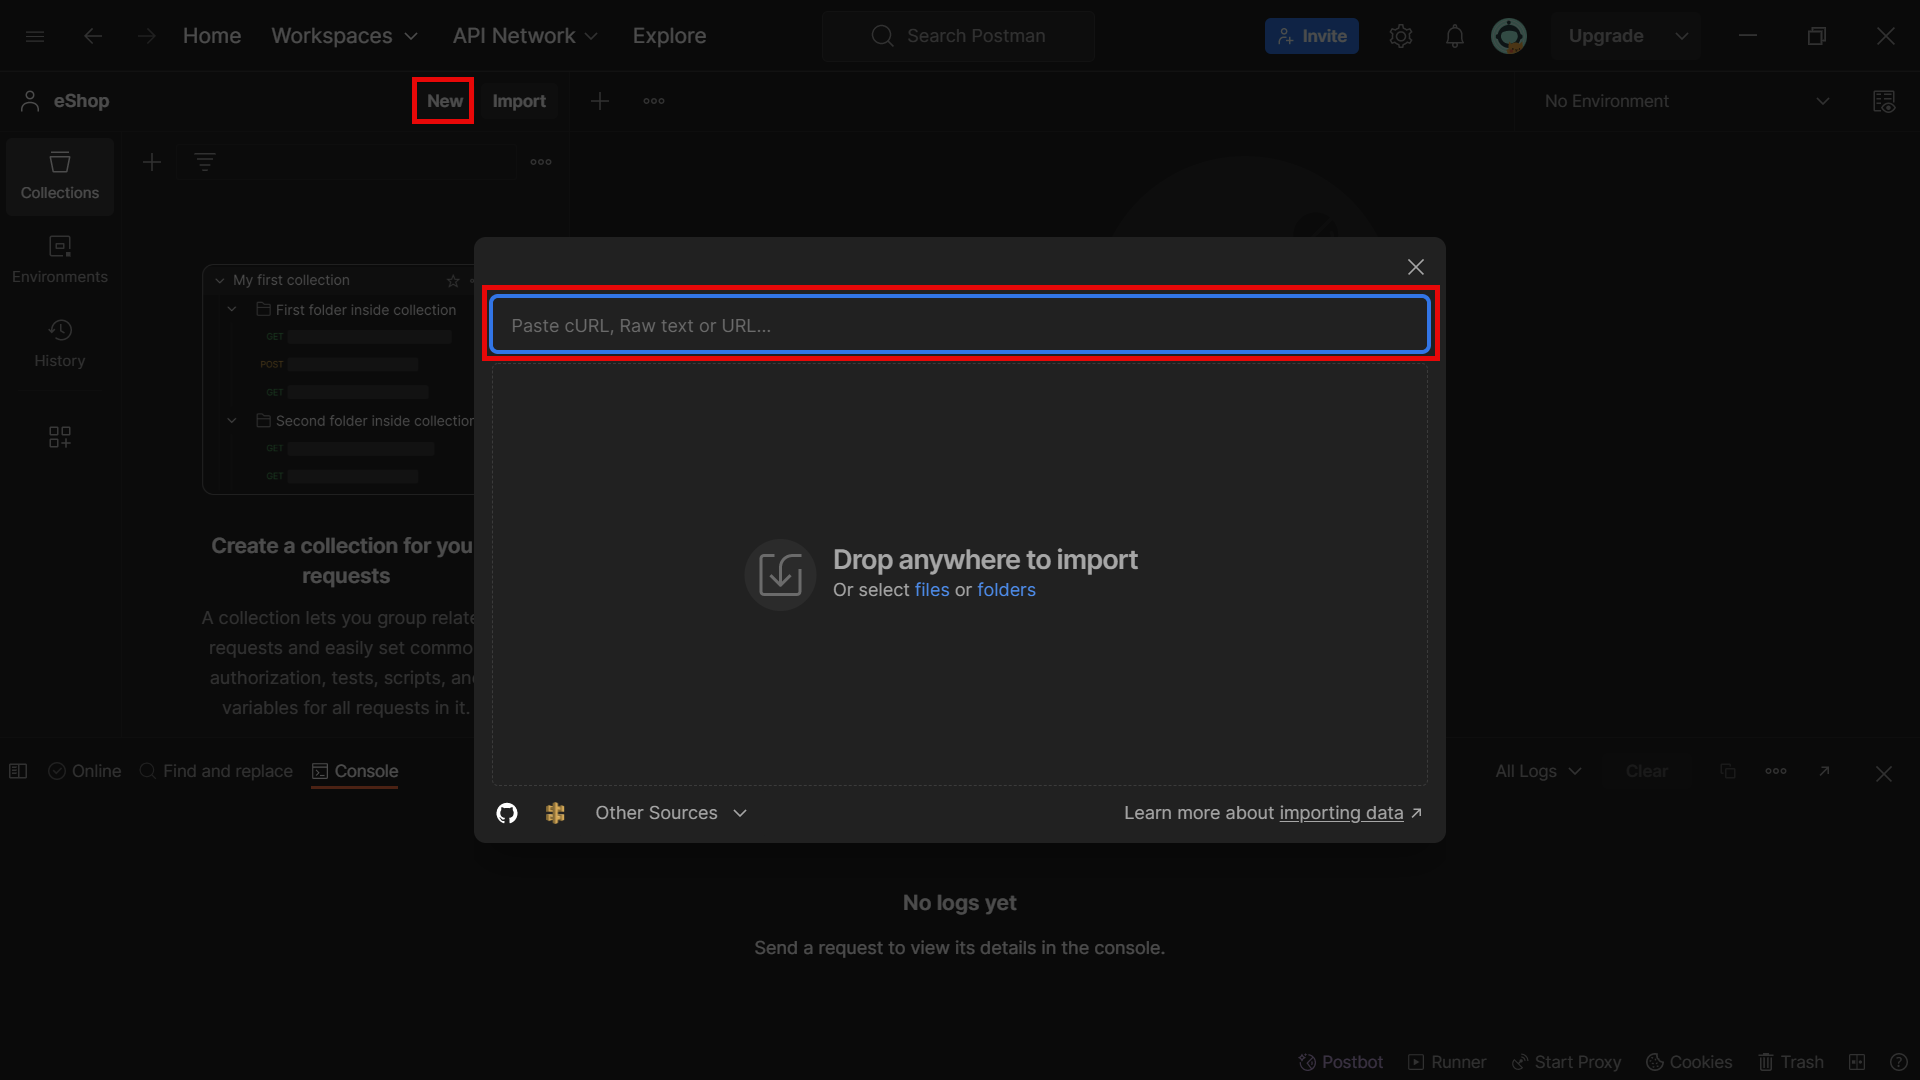 Home Workspaces API Network Explore Search Postman Invite Upgrade
eShop New Import No Environment
Collections
Environments
History
My first collection
First folder inside collection
GET
POST
GET
Second folder inside collection
GET
GET
Create a collection for you
requests
A collection lets you group relate
requests and easily set commo
authorization, tests, scripts, an
variables for all requests in it.
Paste cURL, Raw text or URL...
Drop anywhere to import
Or select files or folders
Other Sources Learn more about importing data
Online Find and replace Console All Logs Clear
No logs yet
Send a request to view its details in the console.
Postbot Runner Start Proxy Cookies Trash